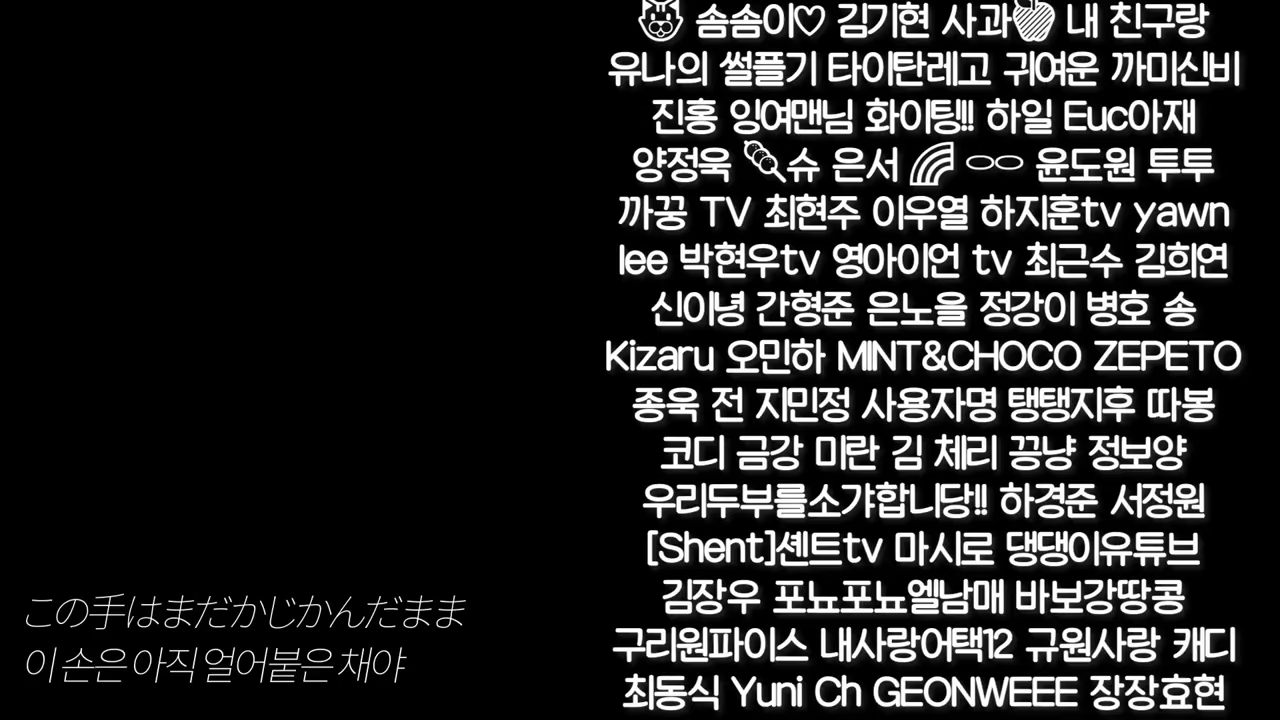 🐱 솜솜이♡ 김기현 사과🍎 내 친구랑
유나의 썰플기 타이탄레고 귀여운 까미신비
진홍 잉여맨님 화이팅!! 하일 Euc아재
양정욱 🍡슈 은서 🌈 ○○ 윤도원 투투
까꿍 TV 최현주 이우열 하지훈tv yawn
lee 박현우tv 영아이언 tv 최근수 김희연
신이녕 간형준 은노을 정강이 병호 송
Kizaru 오민하 MINT&CHOCO ZEPETO
종욱 전 지민정 사용자명 탱탱지후 따봉
코디 금강 미란 김 체리 끙냥 정보양
우리두부를소갸합니당!! 하경준 서정원
[Shent]솀트tv 마시로 댕댕이유튜브
김장우 포뇨포뇨엘남매 바보강땅콩
구리원파이스 내사랑어택12 규원사랑 캐디
최동식 Yuni Ch GEONWEEE 장장효현
この手はまだかじかんだまま
이 손은 아직 얼어붙은 채야